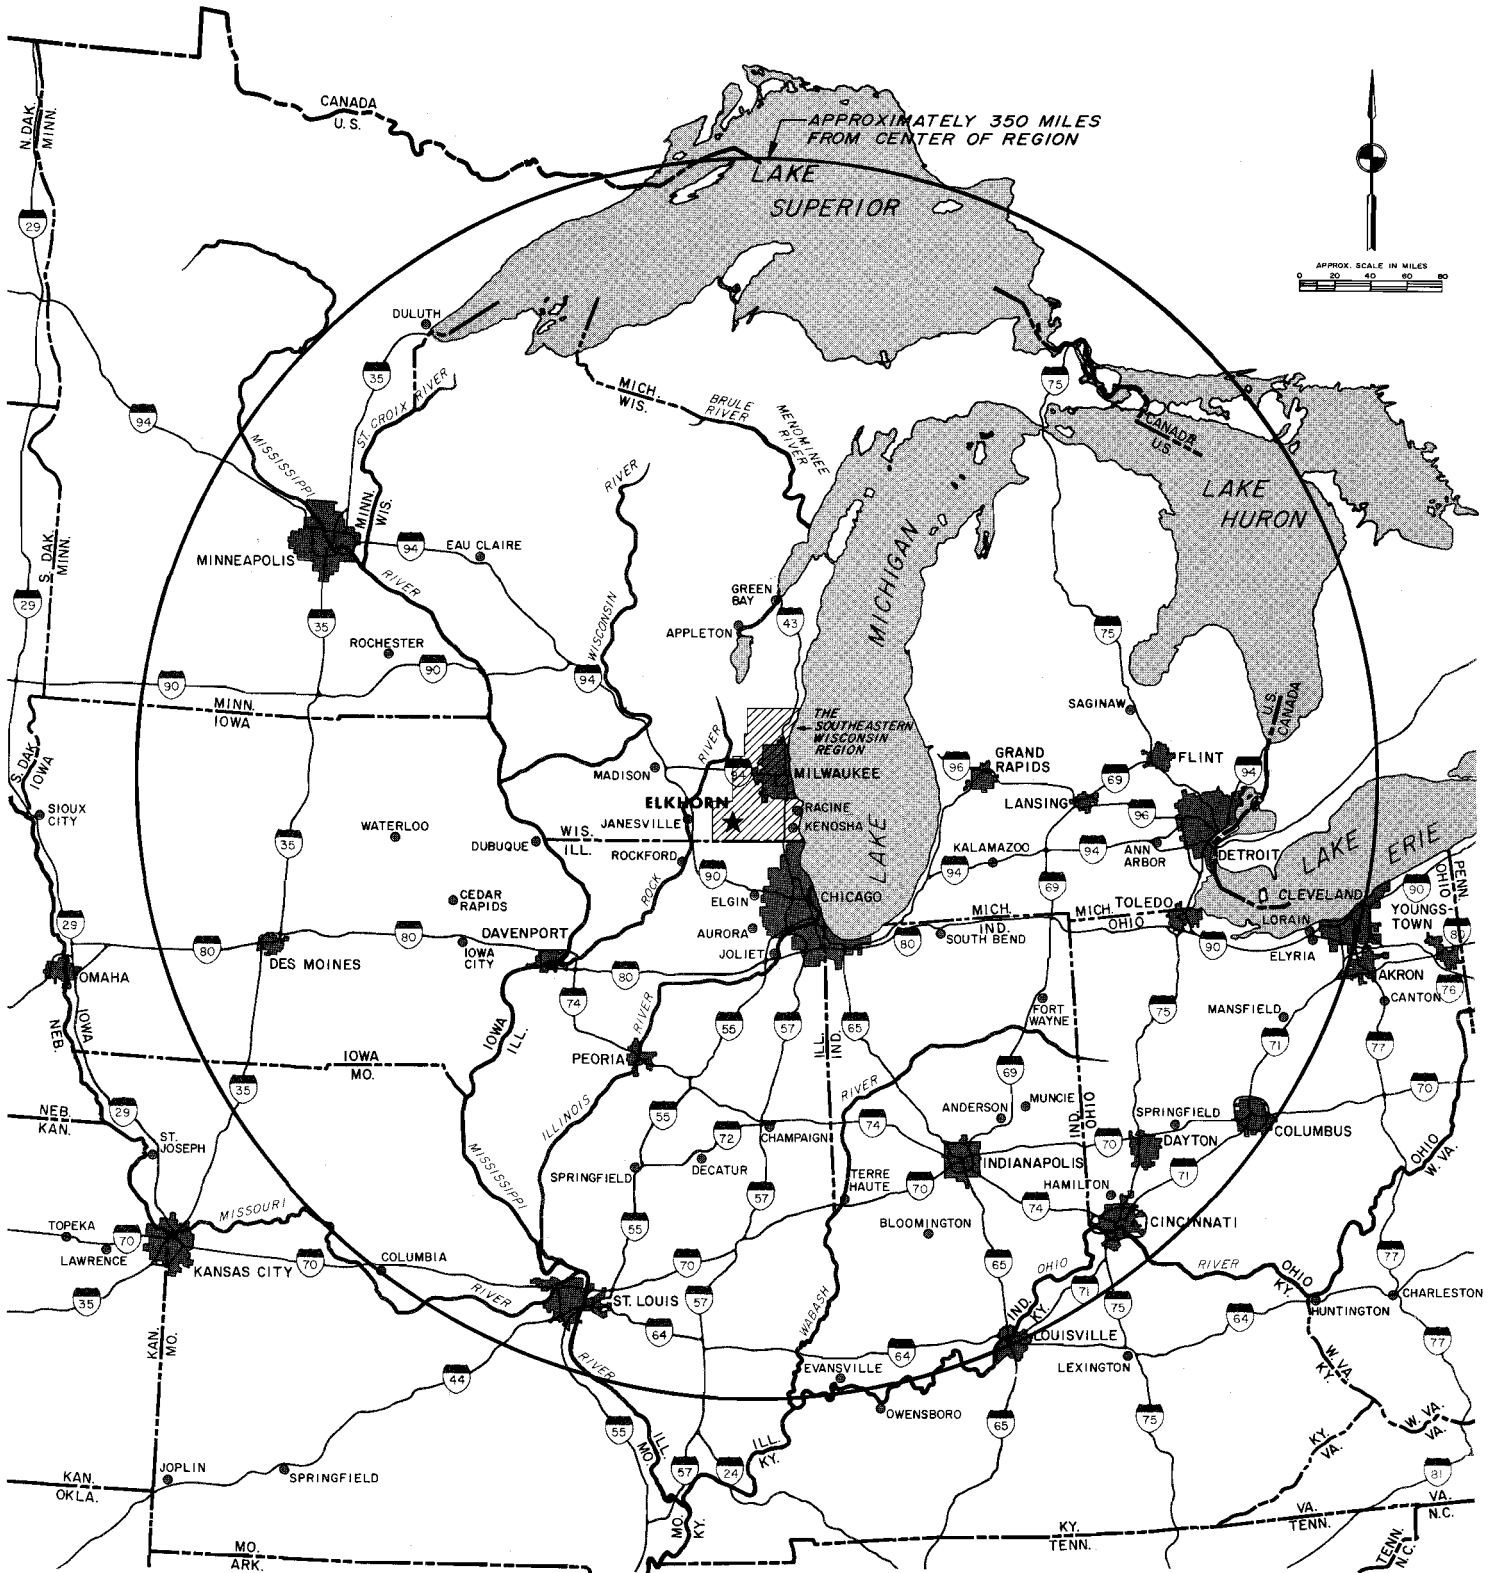 CANADA
U.S.
N. DAK.
MINN.
APPROXIMATELY 350 MILES
FROM CENTER OF REGION
LAKE
SUPERIOR
APPROX. SCALE IN MILES
0 20 40 60 80
29
DULUTH
35
ST. CROIX RIVER
MICH.
WIS.
BRULE
RIVER
MENOMINEE
RIVER
75
CANADA
U.S.
94
MISSISSIPPI
RIVER
LAKE
HURON
MINN.
WIS.
S. DAK.
MINN.
MINNEAPOLIS
94
EAU CLAIRE
RIVER
MICHIGAN
29
35
GREEN
BAY
APPLETON
43
WISCONSIN
75
ROCHESTER
90
90
94
MINN.
IOWA
SAGINAW
U.S.
CANADA
THE
SOUTHEASTERN
WISCONSIN
REGION
RIVER
S. DAK.
IOWA
MADISON
94
MILWAUKEE
96
GRAND
RAPIDS
69
FLINT
94
ELKHORN
RACINE
LANSING
96
SIOUX
CITY
JANESVILLE
KENOSHA
WATERLOO
WIS.
ILL.
DUBUQUE
35
ROCKFORD
LAKE
KALAMAZOO
94
94
ANN
ARBOR
DETROIT
LAKE
ERIE
PENN.
OHIO
90
ELGIN
CHICAGO
69
CLEVELAND
90
CEDAR
RAPIDS
ROCK
MICH.
IND.
MICH.
OHIO
TOLEDO
LORAIN
YOUNGS-
TOWN
29
80
80
IOWA
CITY
DAVENPORT
AURORA
80
SOUTH BEND
90
ELYRIA
80
DES MOINES
JOLIET
80
OMAHA
AKRON
76
CANTON
74
RIVER
FORT
WAYNE
75
MANSFIELD
IOWA
NEB.
IOWA
ILL.
55
57
65
ILL.
IND.
71
77
PEORIA
IOWA
MO.
69
RIVER
35
70
NEB.
KAN.
29
ILLINOIS
55
CHAMPAIGN
74
ANDERSON
MUNCIE
IND.
OHIO
SPRINGFIELD
72
COLUMBUS
ST.
JOSEPH
MISSISSIPPI
SPRINGFIELD
DECATUR
INDIANAPOLIS
70
DAYTON
OHIO
W. VA.
TERRE
HAUTE
70
71
HAMILTON
57
74
MISSOURI
TOPEKA
70
LAWRENCE
55
BLOOMINGTON
CINCINNATI
KANSAS CITY
70
COLUMBIA
70
65
OHIO
RIVER
77
35
RIVER
ST. LOUIS
57
71
OHIO
KY.
CHARLESTON
HUNTINGTON
75
64
WABASH
IND.
KY.
64
LOUISVILLE
77
KAN.
MO.
64
LEXINGTON
RIVER
EVANSVILLE
W. VA.
KY.
44
OWENSBORO
55
65
75
W. VA.
VA.
ILL.
MO.
ILL.
KY.
KY.
VA.
JOPLIN
SPRINGFIELD
57
24
81
KAN.
OKLA.
MO.
KY.
KY.
TENN.
VA.
TENN.
VA.
N.C.
MO.
ARK.
TENN.
N.C.